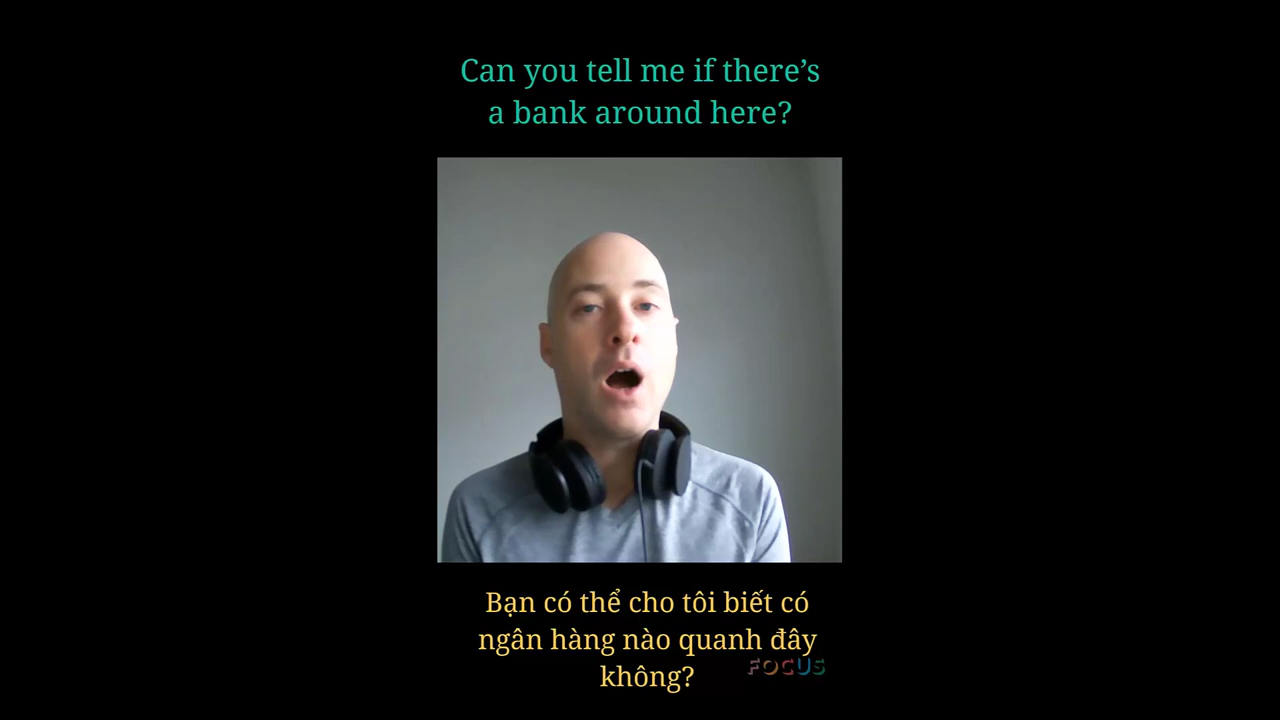 Can you tell me if there’s
a bank around here?
Bạn có thể cho tôi biết có
ngân hàng nào quanh đây
không?
FOCUS